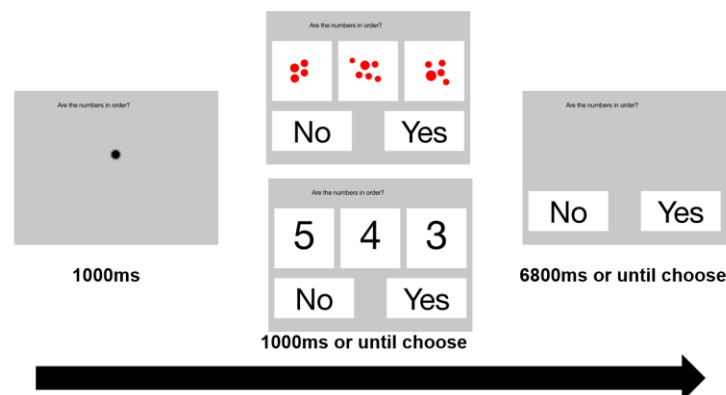 Are the numbers in order?
No Yes
Are the numbers in order?
1000ms
Are the numbers in order?
5 4 3
No Yes
1000ms or until choose
Are the numbers in order?
No Yes
6800ms or until choose